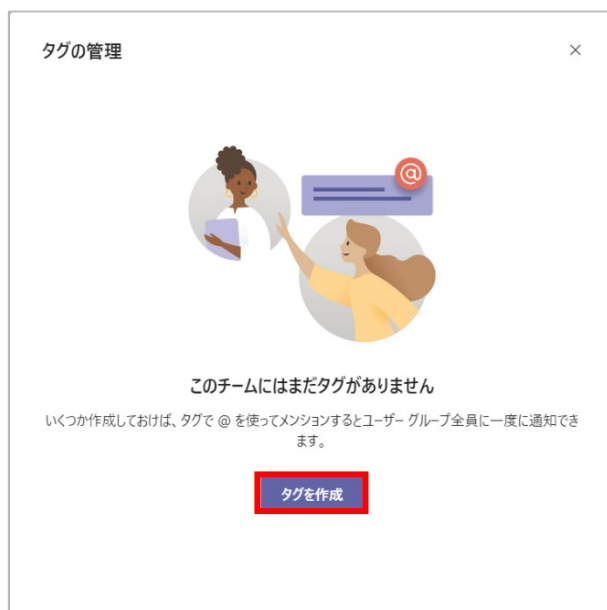 タグの管理
@
このチームにはまだタグがありません
いくつか作成しておけば、タグで @ を使ってメンションするとユーザー グループ全員に一度に通知でき
ます。
タグを作成